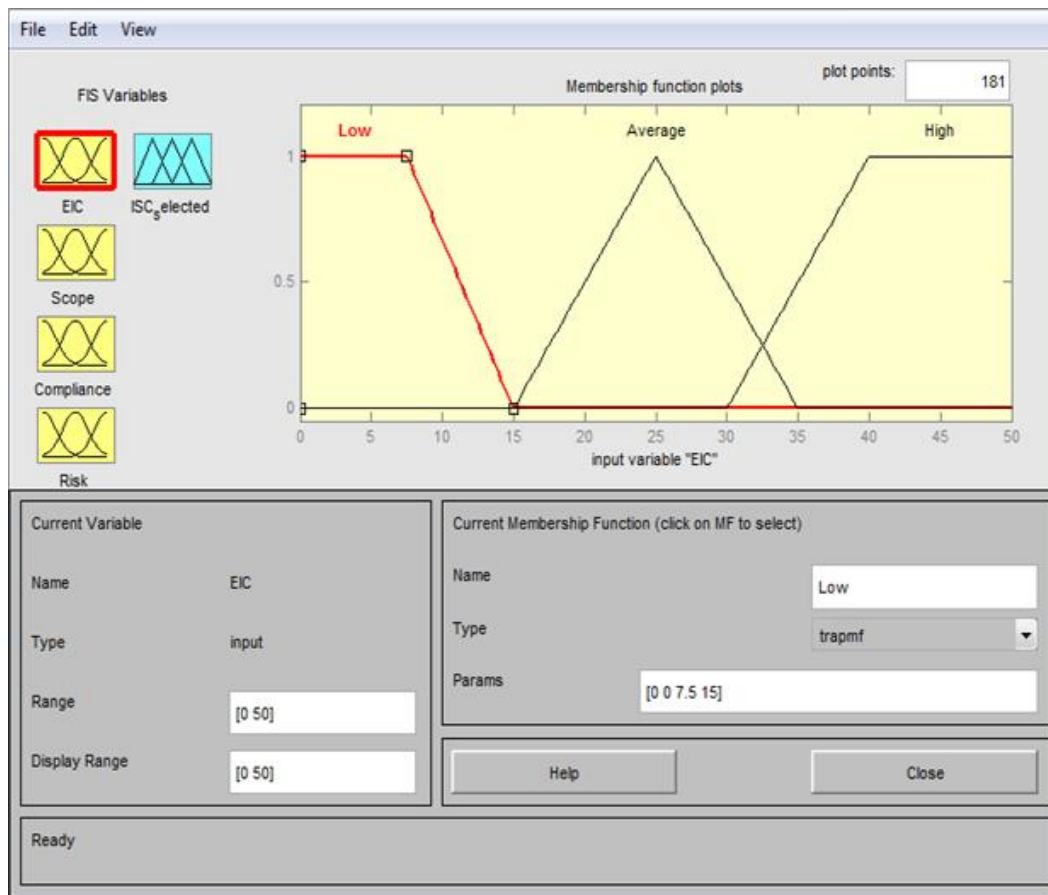 File Edit View
FIS Variables
EIC
ISCselected
Scope
Compliance
Risk
Membership function plots
plot points: 181
Low Average High
1
0.5
0
0 5 10 15 20 25 30 35 40 45 50
input variable "EIC"
Current Variable
Name EIC
Type input
Range [0 50]
Display Range [0 50]
Current Membership Function (click on MF to select)
Name Low
Type trapmf
Params [0 0 7.5 15]
Help Close
Ready